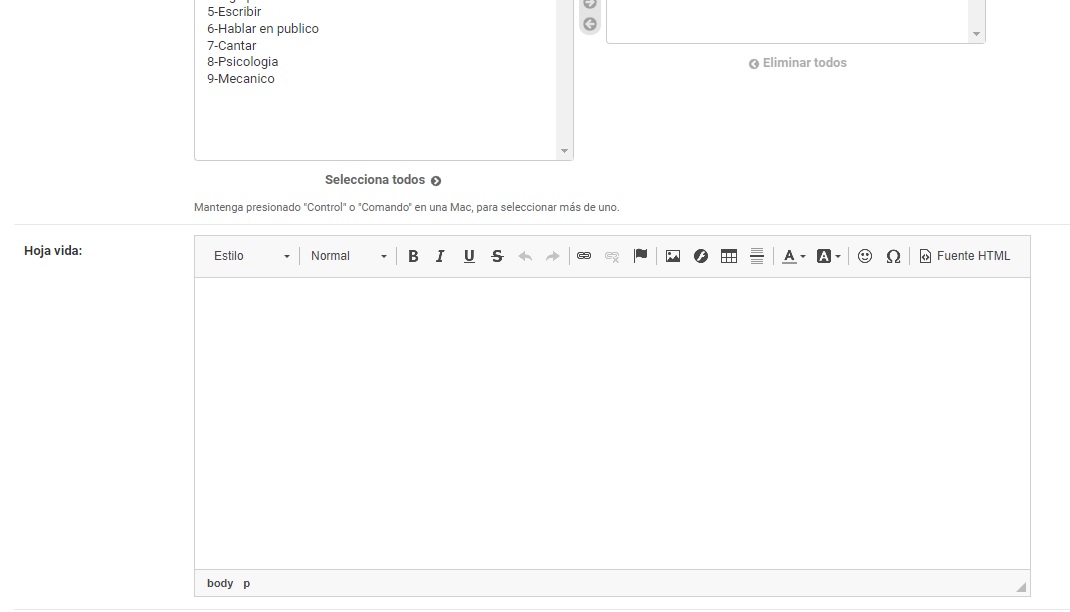 5-Escribir
6-Hablar en publico
7-Cantar
8-Psicologia
9-Mecanico
Eliminar todos
Selecciona todos
Mantenga presionado "Control" o "Comando" en una Mac, para seleccionar más de uno.
Hoja vida:
Estilo Normal B I U S A A Ω Fuente HTML
body p